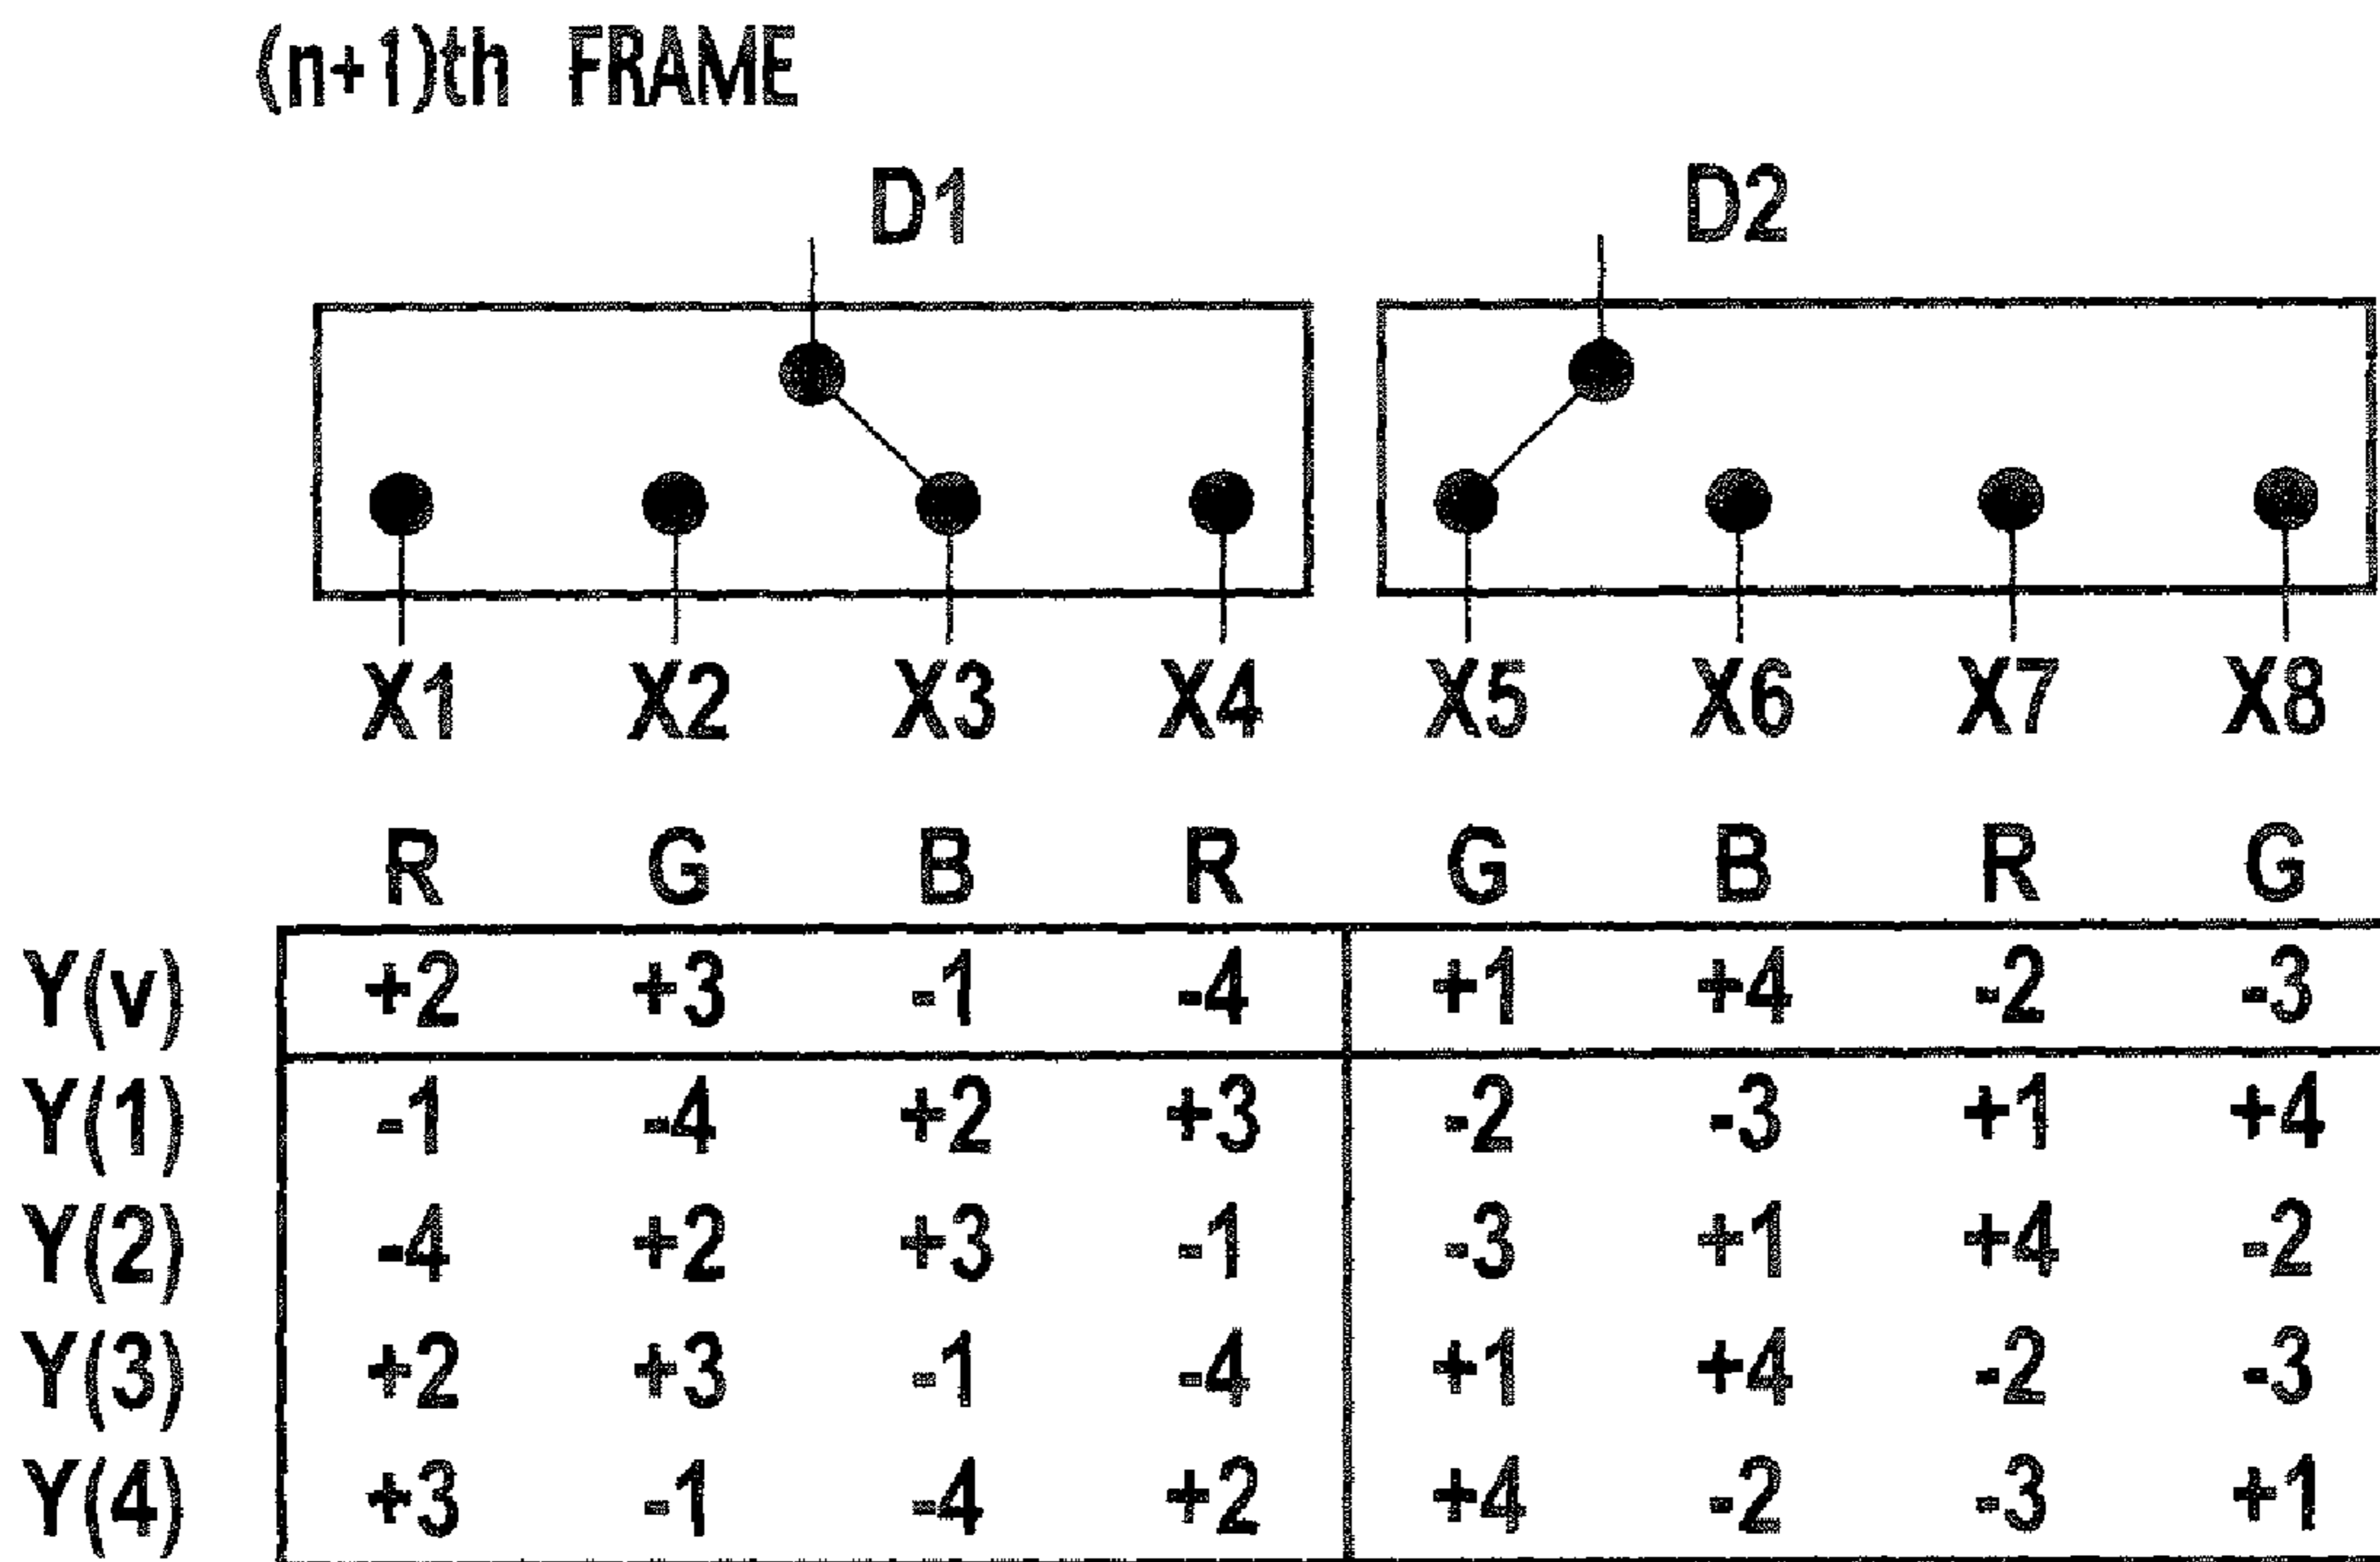 (n+1)th FRAME
D1 D2
X1 X2 X3 X4 X5 X6 X7 X8
R G B R G B R G
Y(v) +2 +3 -1 -4 +1 +4 -2 -3
Y(1) -1 -4 +2 +3 -2 -3 +1 +4
Y(2) -4 +2 +3 -1 -3 +1 +4 -2
Y(3) +2 +3 -1 -4 +1 +4 -2 -3
Y(4) +3 -1 -4 +2 +4 -2 -3 +1